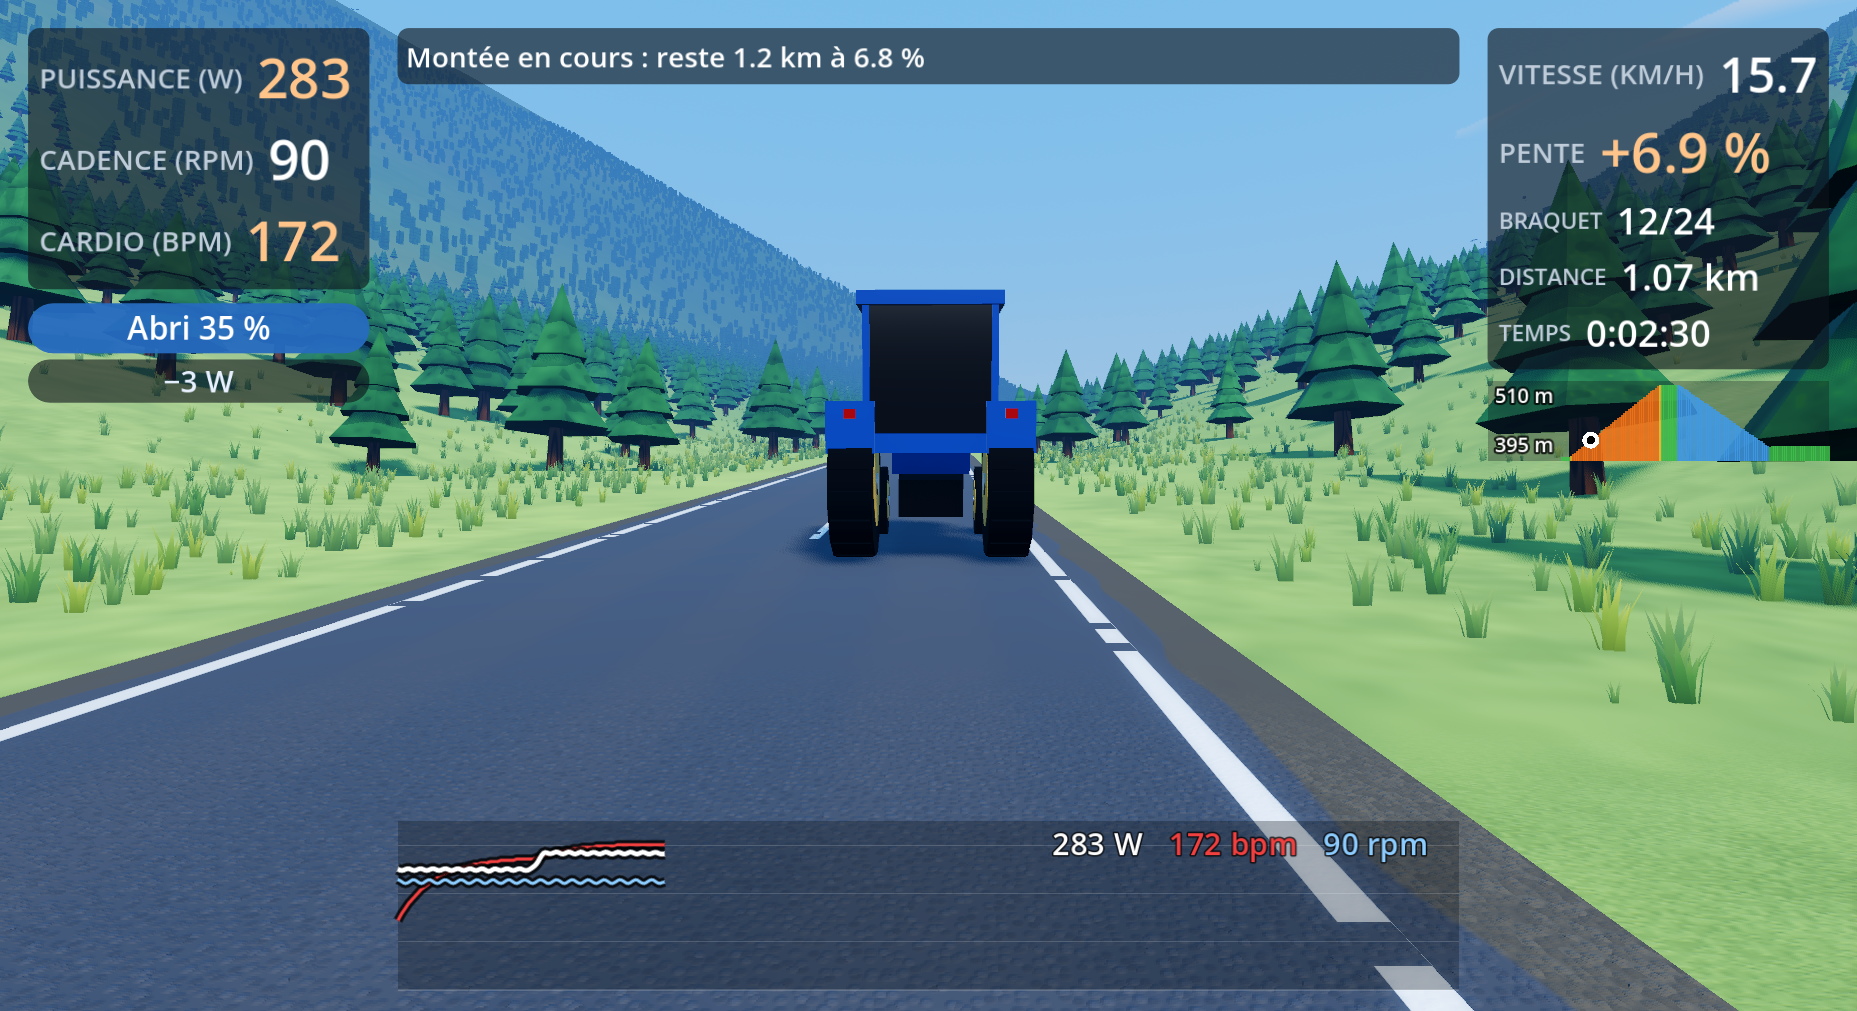 PUISSANCE (W) 283
CADENCE (RPM) 90
CARDIO (BPM) 172
Abri 35 %
−3 W
Montée en cours : reste 1.2 km à 6.8 %
VITESSE (KM/H) 15.7
PENTE +6.9 %
BRAQUET 12/24
DISTANCE 1.07 km
TEMPS 0:02:30
510 m
395 m
283 W 172 bpm 90 rpm